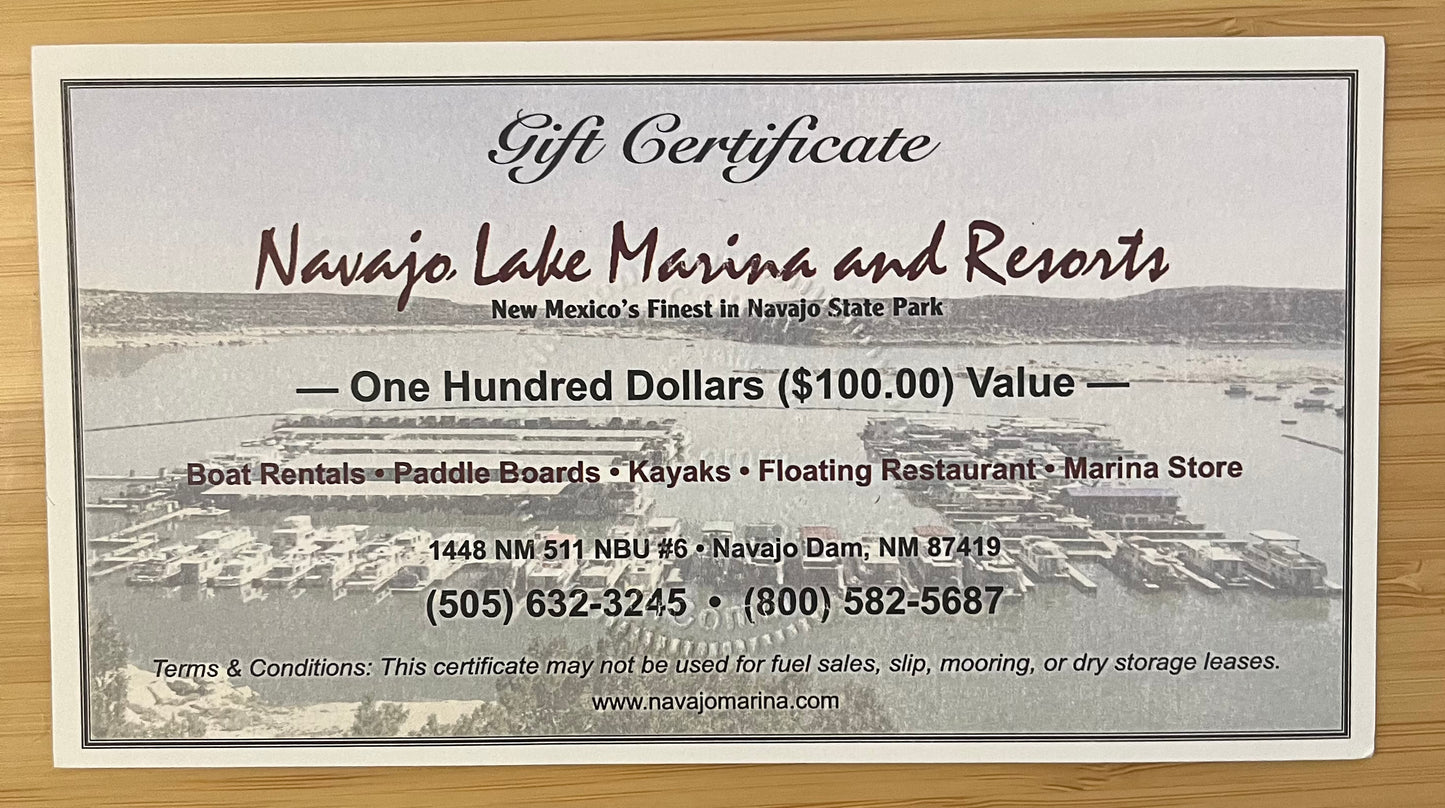 Gift Certificate
Navajo Lake Marina and Resorts
New Mexico's Finest in Navajo State Park
— One Hundred Dollars ($100.00) Value —
Boat Rentals • Paddle Boards • Kayaks • Floating Restaurant • Marina Store
1448 NM 511 NBU #6 • Navajo Dam, NM 87419
(505) 632-3245 • (800) 582-5687
Terms & Conditions: This certificate may not be used for fuel sales, slip, mooring, or dry storage leases.
www.navajomarina.com